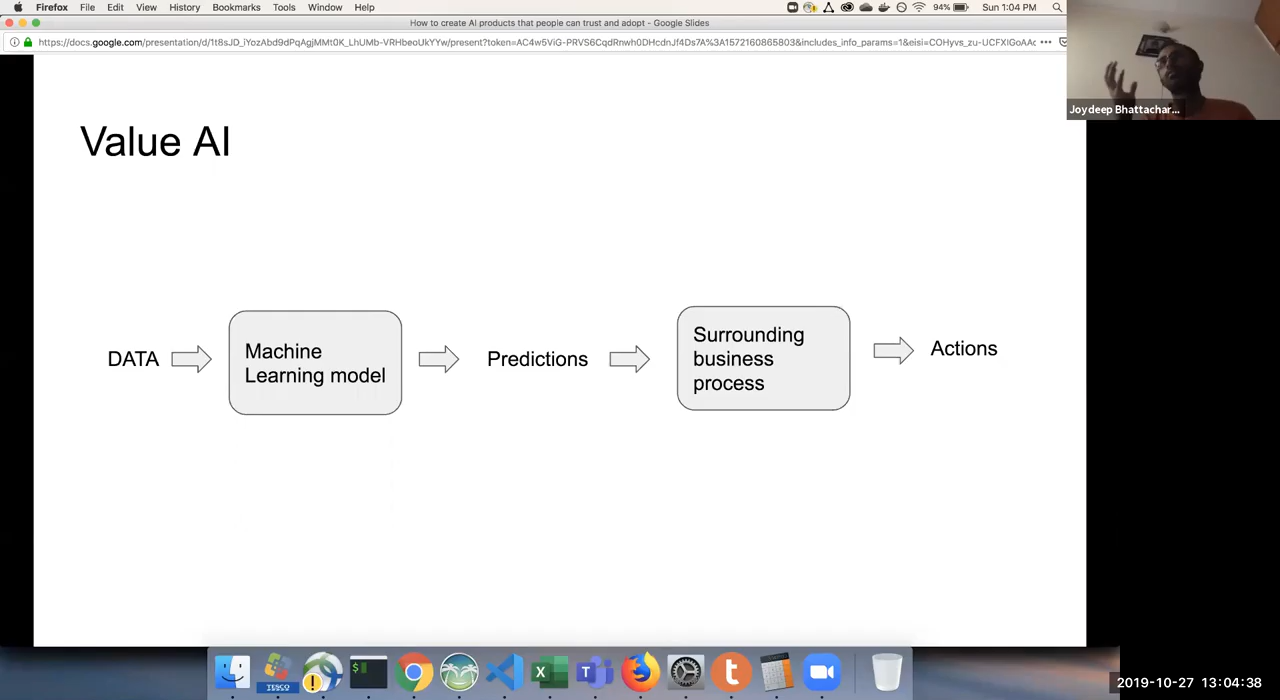 Firefox File Edit View History Bookmarks Tools Window Help 94% Sun 1:04 PM
How to create AI products that people can trust and adopt - Google Slides
Joydeep Bhattachar...
Value AI
DATA
Machine
Learning model
Predictions
Surrounding
business
process
Actions
TESCO
2019-10-27 13:04:38